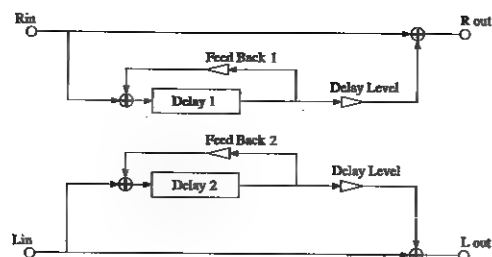 Rin
R out
Feed Back 1
Delay 1
Delay Level
Feed Back 2
Delay 2
Delay Level
Lin
L out